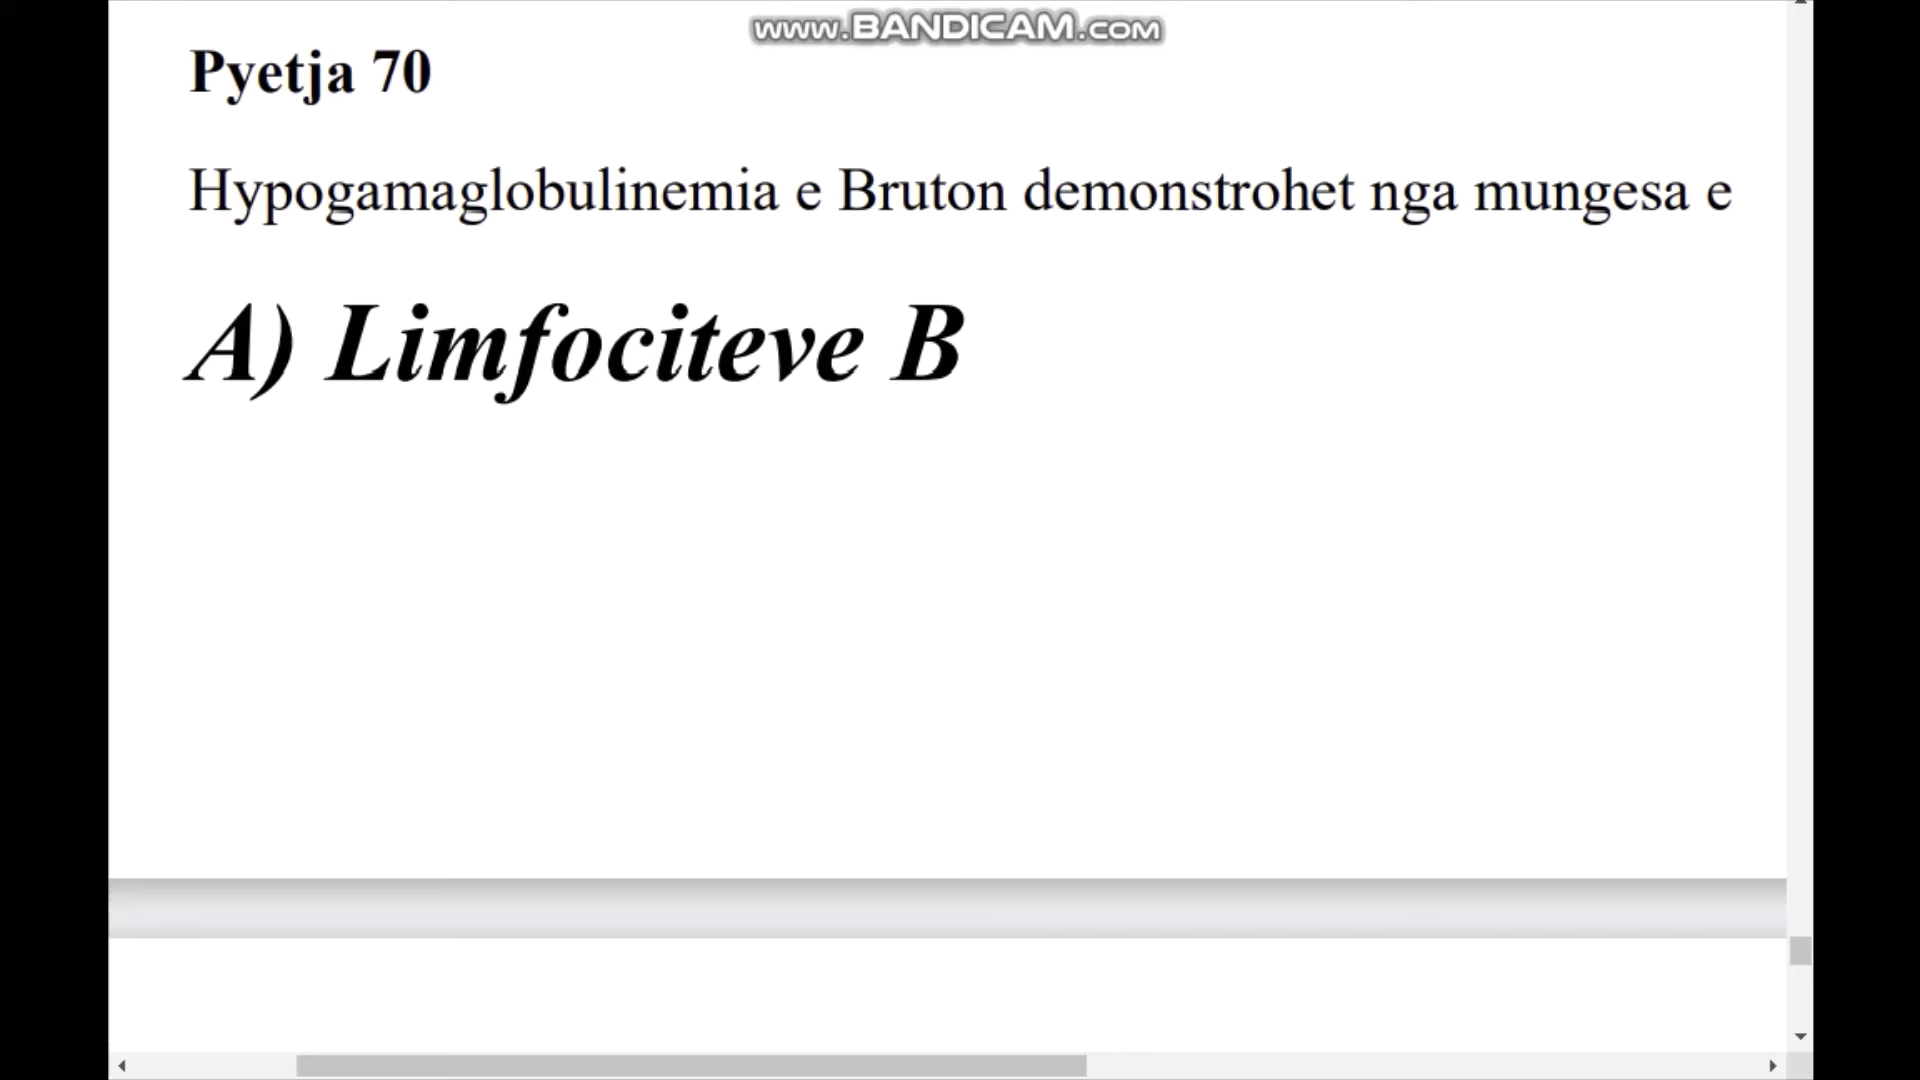 www.BANDICAM.com
Pyetja 70
Hypogamaglobulinemia e Bruton demonstrohet nga mungesa e
A) Limfociteve B